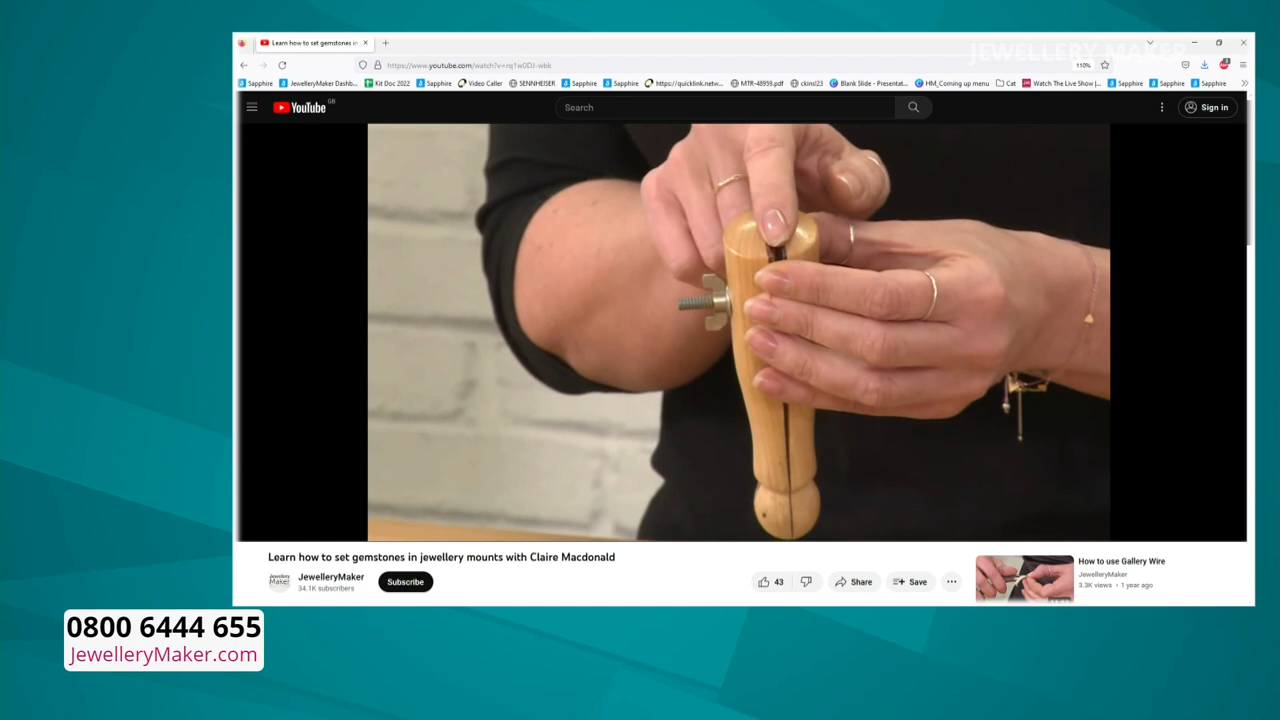 JEWELLERY MAKER
Learn how to set gemstones in
https://www.youtube.com/watch?v=rq1w0DJ-wbk
110%
Sapphire
JewelleryMaker Dashb...
Kit Doc 2022
Sapphire
Video Caller
SENNHEISER
Sapphire
Sapphire
https://quicklink.netw...
MTR-48959.pdf
ckinsl23
Blank Slide - Presentat...
HM_Coming up menu
Cat
Watch The Live Show |...
Sapphire
Sapphire
Sapphire
YouTube GB
Search
Sign in
Learn how to set gemstones in jewellery mounts with Claire Macdonald
Jewellery Maker
JewelleryMaker
34.1K subscribers
Subscribe
43
Share
Save
How to use Gallery Wire
JewelleryMaker
3.3K views • 1 year ago
0800 6444 655
JewelleryMaker.com